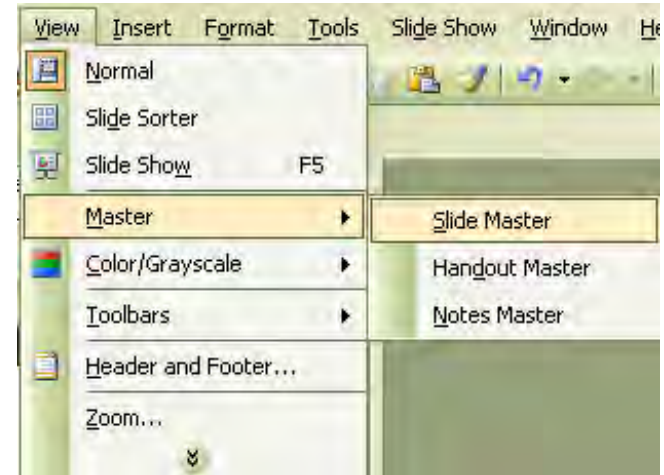 View Insert Format Tools Slide Show Window He
Normal
Slide Sorter
Slide Show F5
Master
Slide Master
Color/Grayscale
Handout Master
Toolbars
Notes Master
Header and Footer...
Zoom...